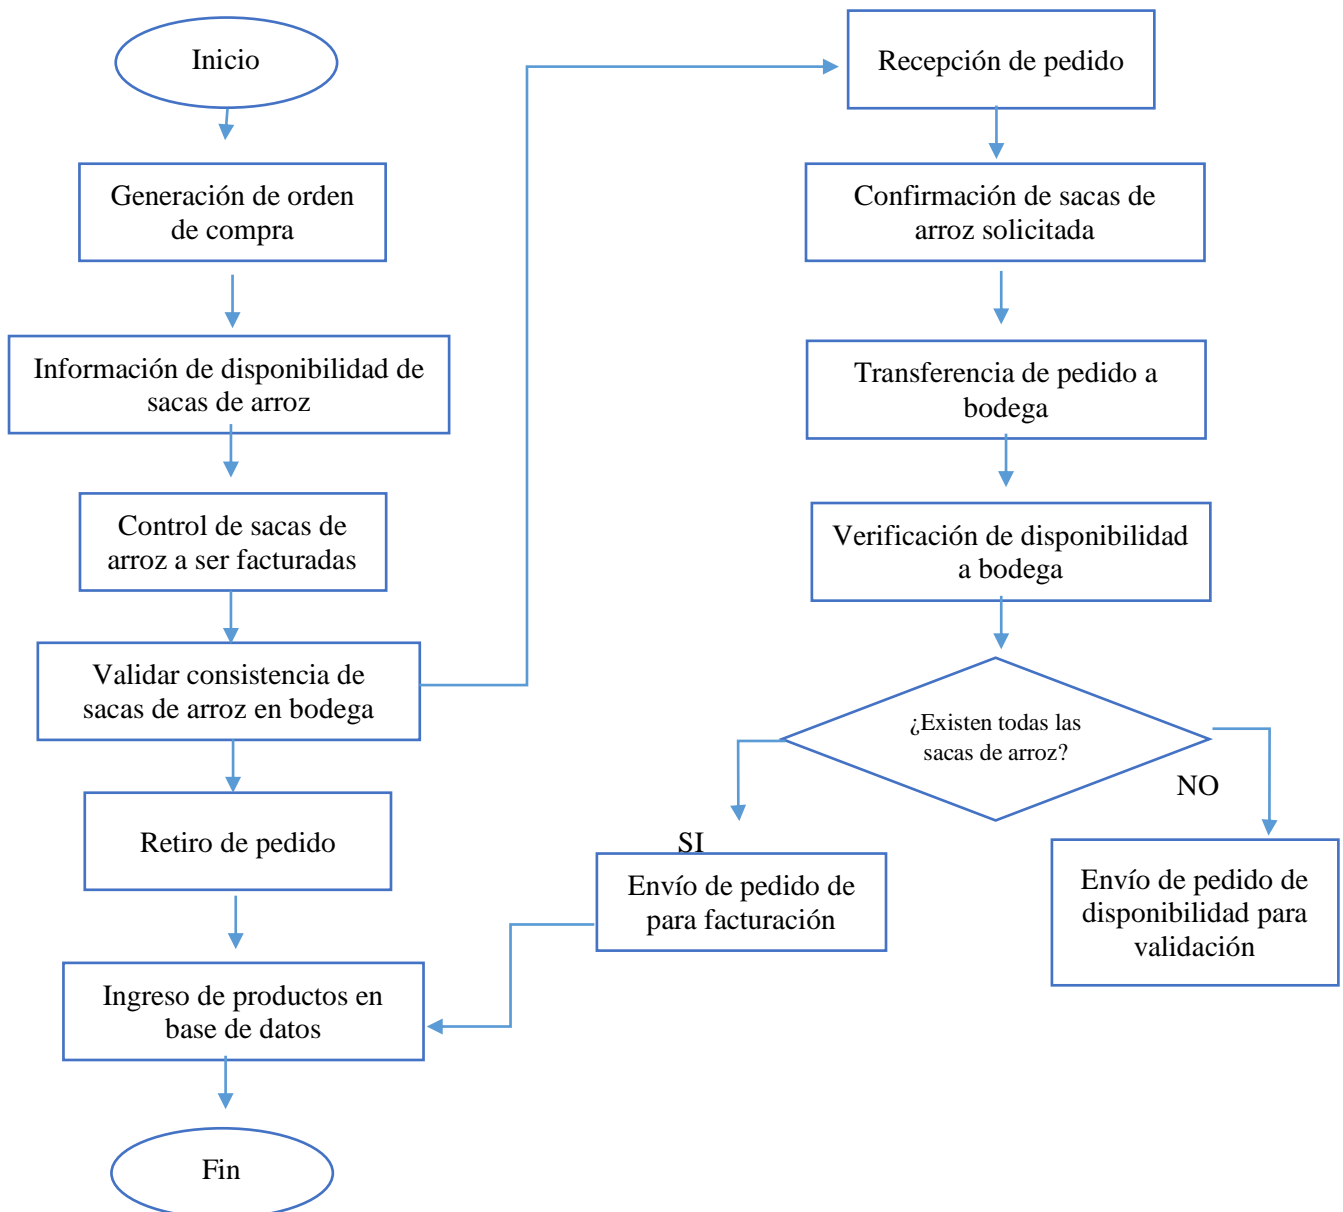 Inicio
Generación de orden
de compra
Información de disponibilidad de
sacas de arroz
Control de sacas de
arroz a ser facturadas
Validar consistencia de
sacas de arroz en bodega
Retiro de pedido
Ingreso de productos en
base de datos
Fin
Recepción de pedido
Confirmación de sacas de
arroz solicitada
Transferencia de pedido a
bodega
Verificación de disponibilidad
a bodega
¿Existen todas las
sacas de arroz?
SI
NO
Envío de pedido de
para facturación
Envío de pedido de
disponibilidad para
validación